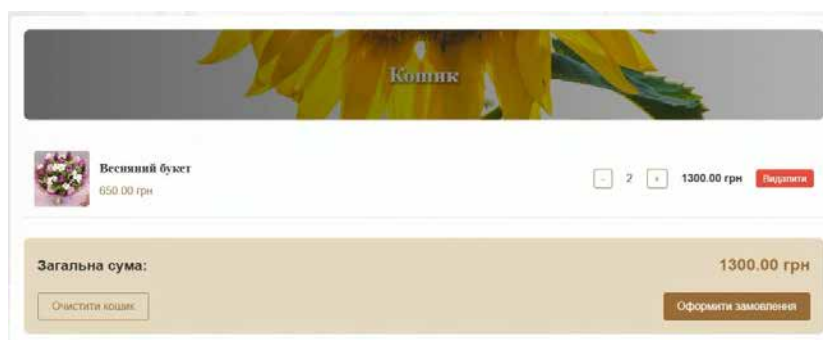 Кошик
Весняний букет
650.00 грн
- 2 + 1300.00 грн Видалити
Загальна сума: 1300.00 грн
Очистити кошик Оформити замовлення